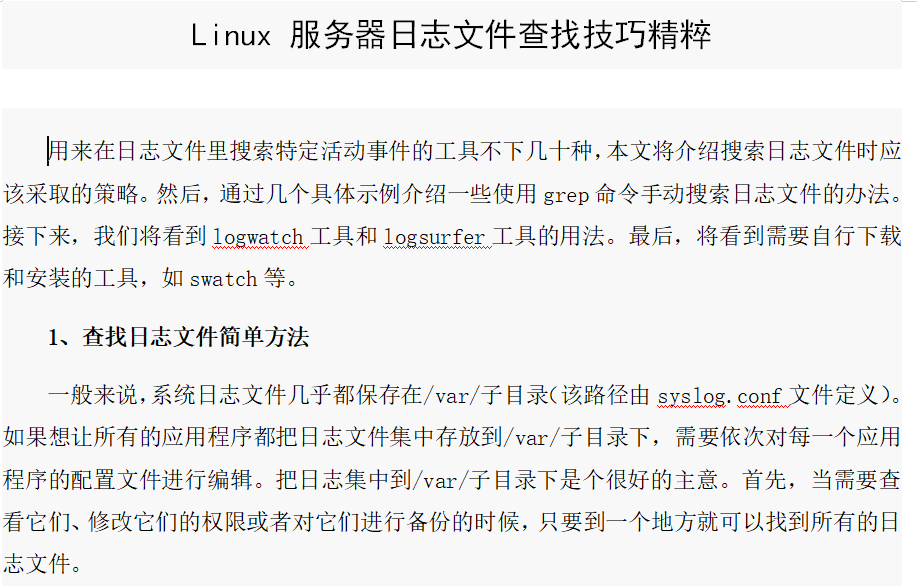 Linux 服务器日志文件查找技巧精粹
用来在日志文件里搜索特定活动事件的工具不下几十种，本文将介绍搜索日志文件时应
该采取的策略。然后，通过几个具体示例介绍一些使用 grep 命令手动搜索日志文件的办法。
接下来，我们将看到 logwatch 工具和 logsurfer 工具的用法。最后，将看到需要自行下载
和安装的工具，如 swatch 等。
1、查找日志文件简单方法
一般来说，系统日志文件几乎都保存在/var/子目录（该路径由 syslog.conf 文件定义）。
如果想让所有的应用程序都把日志文件集中存放到/var/子目录下，需要依次对每一个应用
程序的配置文件进行编辑。把日志集中到/var/子目录下是个很好的主意。首先，当需要查
看它们、修改它们的权限或者对它们进行备份的时候，只要到一个地方就可以找到所有的日
志文件。